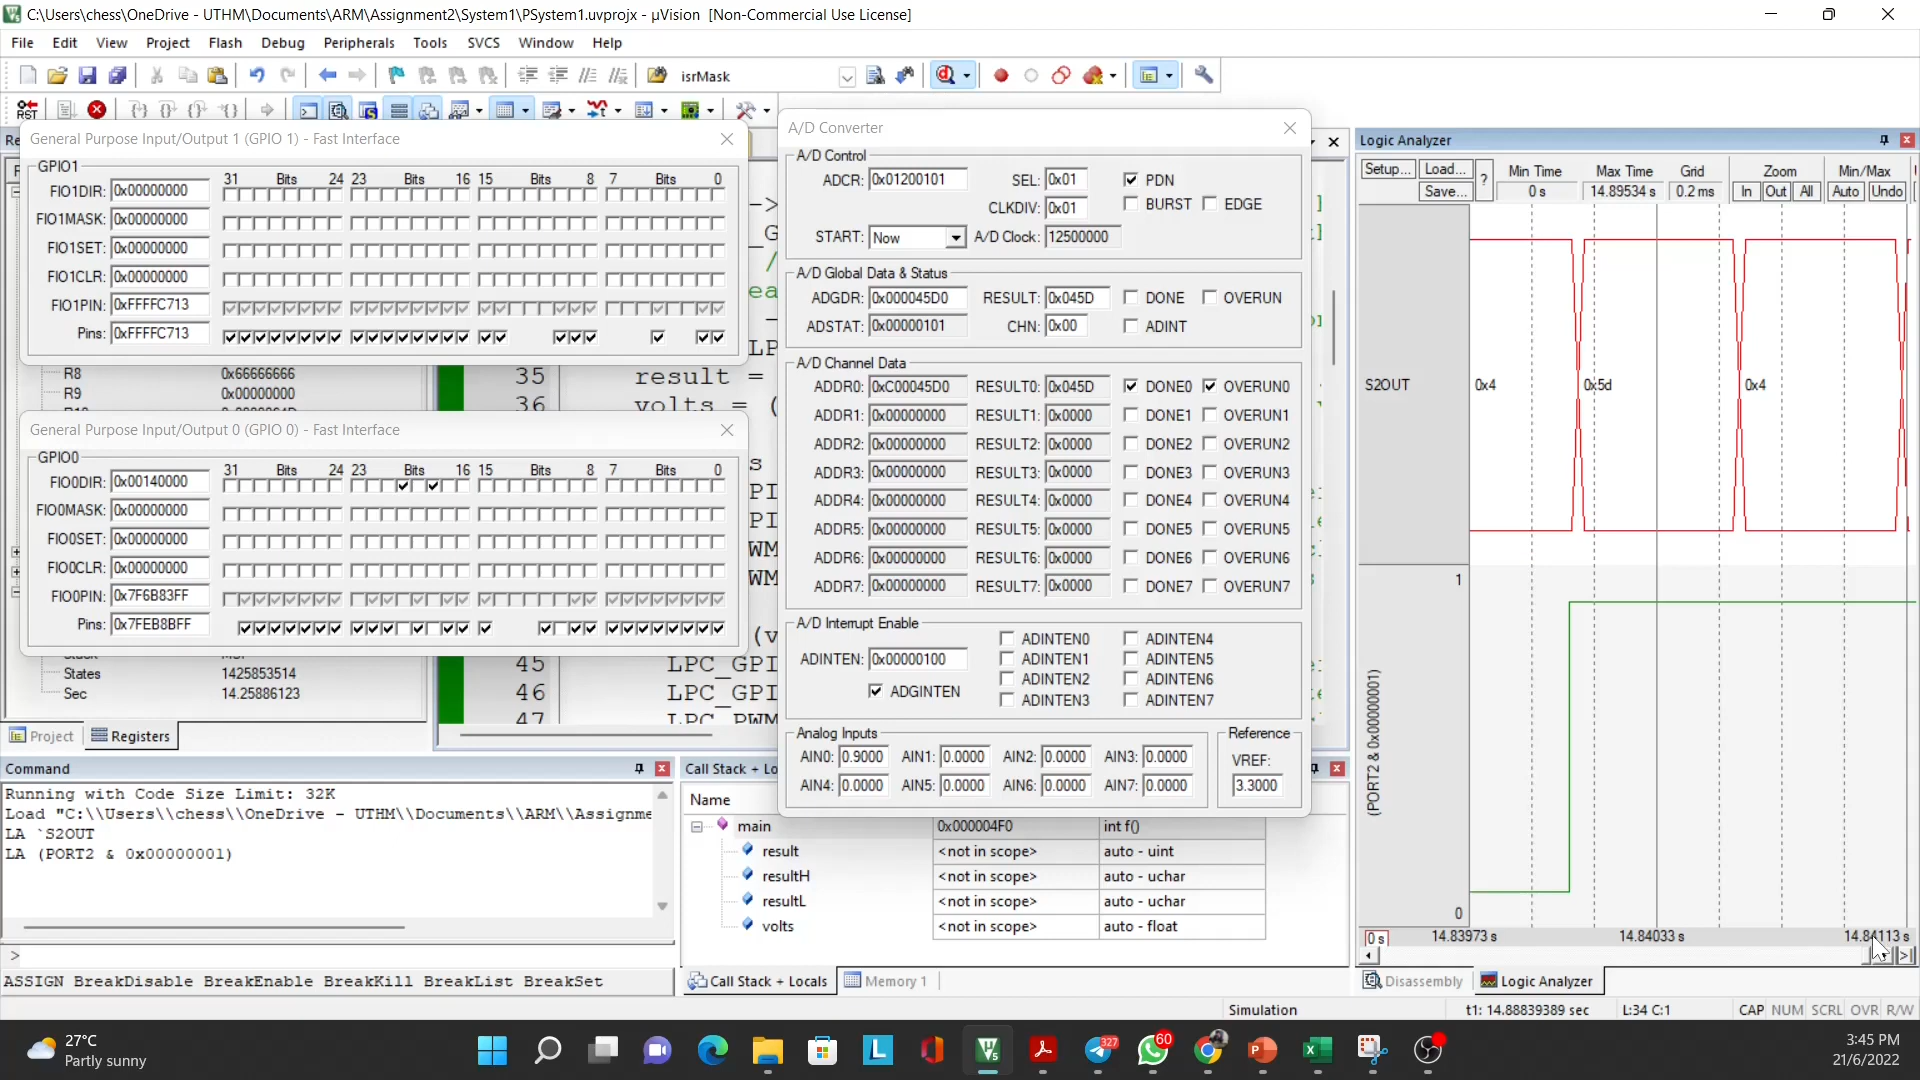 C:\Users\chess\OneDrive - UTHM\Documents\ARM\Assignment2\System1\PSystem1.uvprojx - µVision [Non-Commercial Use License]
File Edit View Project Flash Debug Peripherals Tools SVCS Window Help
isrMask
RST
General Purpose Input/Output 1 (GPIO 1) - Fast Interface
GPIO1
31 Bits 24 23 Bits 16 15 Bits 8 7 Bits 0
FIO1DIR: 0x00000000
FIO1MASK: 0x00000000
FIO1SET: 0x00000000
FIO1CLR: 0x00000000
FIO1PIN: 0xFFFFC713
Pins: 0xFFFFC713
R8 0x66666666
R9 0x00000000
General Purpose Input/Output 0 (GPIO 0) - Fast Interface
GPIO0
31 Bits 24 23 Bits 16 15 Bits 8 7 Bits 0
FIO0DIR: 0x00140000
FIO0MASK: 0x00000000
FIO0SET: 0x00000000
FIO0CLR: 0x00000000
FIO0PIN: 0x7F6B83FF
Pins: 0x7FEB8BFF
States 1425853514
Sec 14.25886123
Project Registers
35 result =
36 volts = (
45 LPC_GPI
46 LPC_GPI
47 LPC_PWM
A/D Converter
A/D Control
ADCR: 0x01200101 SEL: 0x01 PDN
CLKDIV: 0x01 BURST EDGE
START: Now A/D Clock: 12500000
A/D Global Data & Status
ADGDR: 0x000045D0 RESULT: 0x045D DONE OVERUN
ADSTAT: 0x00000101 CHN: 0x00 ADINT
A/D Channel Data
ADDR0: 0xC00045D0 RESULT0: 0x045D DONE0 OVERUN0
ADDR1: 0x00000000 RESULT1: 0x0000 DONE1 OVERUN1
ADDR2: 0x00000000 RESULT2: 0x0000 DONE2 OVERUN2
ADDR3: 0x00000000 RESULT3: 0x0000 DONE3 OVERUN3
ADDR4: 0x00000000 RESULT4: 0x0000 DONE4 OVERUN4
ADDR5: 0x00000000 RESULT5: 0x0000 DONE5 OVERUN5
ADDR6: 0x00000000 RESULT6: 0x0000 DONE6 OVERUN6
ADDR7: 0x00000000 RESULT7: 0x0000 DONE7 OVERUN7
A/D Interrupt Enable
ADINTEN: 0x00000100
ADGINTEN
ADINTEN0 ADINTEN4
ADINTEN1 ADINTEN5
ADINTEN2 ADINTEN6
ADINTEN3 ADINTEN7
Analog Inputs
AIN0: 0.9000 AIN1: 0.0000 AIN2: 0.0000 AIN3: 0.0000
AIN4: 0.0000 AIN5: 0.0000 AIN6: 0.0000 AIN7: 0.0000
Reference
VREF:
3.3000
Logic Analyzer
Setup... Load... ? Min Time Max Time Grid Zoom Min/Max
Save... 0 s 14.89534 s 0.2 ms In Out All Auto Undo
S2OUT 0x4 0x5d 0x4
1
(PORT2 & 0x00000001)
0
0 s 14.83973 s 14.84033 s 14.84113 s
Disassembly Logic Analyzer
Command
Running with Code Size Limit: 32K
Load "C:\\Users\\chess\\OneDrive - UTHM\\Documents\\ARM\\Assignme
LA `S2OUT
LA (PORT2 & 0x00000001)
>
ASSIGN BreakDisable BreakEnable BreakKill BreakList BreakSet
Call Stack + Lo
Name
main 0x000004F0 int f()
result <not in scope> auto - uint
resultH <not in scope> auto - uchar
resultL <not in scope> auto - uchar
volts <not in scope> auto - float
Call Stack + Locals Memory 1
Simulation t1: 14.88839389 sec L:34 C:1 CAP NUM SCRL OVR R/W
27°C
Partly sunny
327
60
3:45 PM
21/6/2022